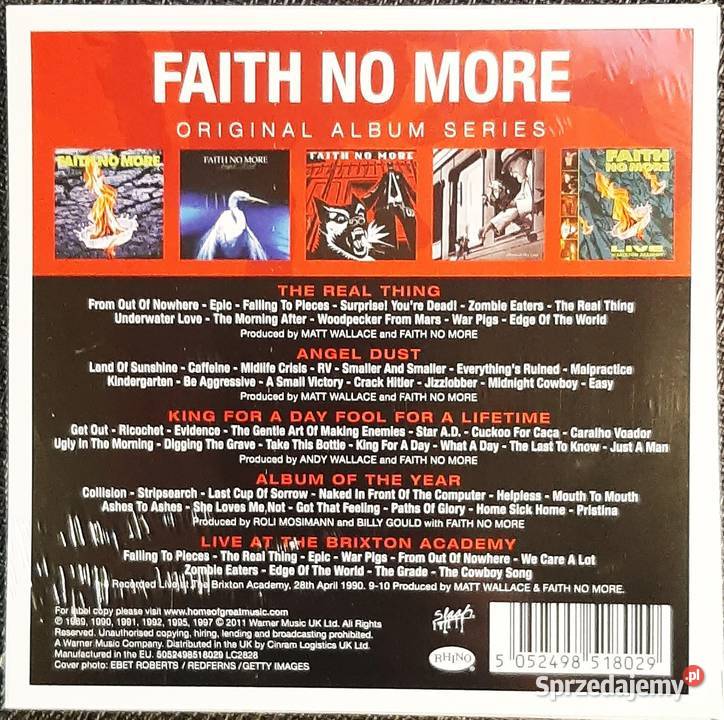 FAITH NO MORE
ORIGINAL ALBUM SERIES
FAITH NO MORE
FAITH NO MORE
FAITH NO MORE
FAITH
NO MORE
LIVE
THE REAL THING
From Out Of Nowhere - Epic - Falling To Pieces - Surprise! You're Dead! - Zombie Eaters - The Real Thing
Underwater Love - The Morning After - Woodpecker From Mars - War Pigs - Edge Of The World
Produced by MATT WALLACE and FAITH NO MORE
ANGEL DUST
Land Of Sunshine - Caffeine - Midlife Crisis - RV - Smaller And Smaller - Everything's Ruined - Malpractice
Kindergarten - Be Aggressive - A Small Victory - Crack Hitler - Jizzlobber - Midnight Cowboy - Easy
Produced by MATT WALLACE and FAITH NO MORE
KING FOR A DAY FOOL FOR A LIFETIME
Get Out - Ricochet - Evidence - The Gentle Art Of Making Enemies - Star A.D. - Cuckoo For Caca - Caralho Voador
Ugly In The Morning - Digging The Grave - Take This Bottle - King For A Day - What A Day - The Last To Know - Just A Man
Produced by ANDY WALLACE and FAITH NO MORE
ALBUM OF THE YEAR
Collision - Stripsearch - Last Cup Of Sorrow - Naked In Front Of The Computer - Helpless - Mouth To Mouth
Ashes To Ashes - She Loves Me Not - Got That Feeling - Paths Of Glory - Home Sick Home - Pristina
Produced by ROLI MOSIMANN and BILLY GOULD with FAITH NO MORE
LIVE AT THE BRIXTON ACADEMY
Falling To Pieces - The Real Thing - Epic - War Pigs - From Out Of Nowhere - We Care A Lot
Zombie Eaters - Edge Of The World - The Grade - The Cowboy Song
Recorded Live at The Brixton Academy, 28th April 1990. 9-10 Produced by MATT WALLACE & FAITH NO MORE.
For label copy please visit www.homeofgreatmusic.com
℗ 1989, 1990, 1991, 1992, 1995, 1997 © 2011 Warner Music UK Ltd. All Rights
Reserved. Unauthorised copying, hiring, lending and broadcasting prohibited.
A Warner Music Company. Distributed in the UK by Cinram Logistics UK Ltd.
Manufactured in the EU. 5052498518029 LC2828
Cover photo: EBET ROBERTS / REDFERNS / GETTY IMAGES
slash
RHINO
5 052498 518029
Sprzedajemy.pl